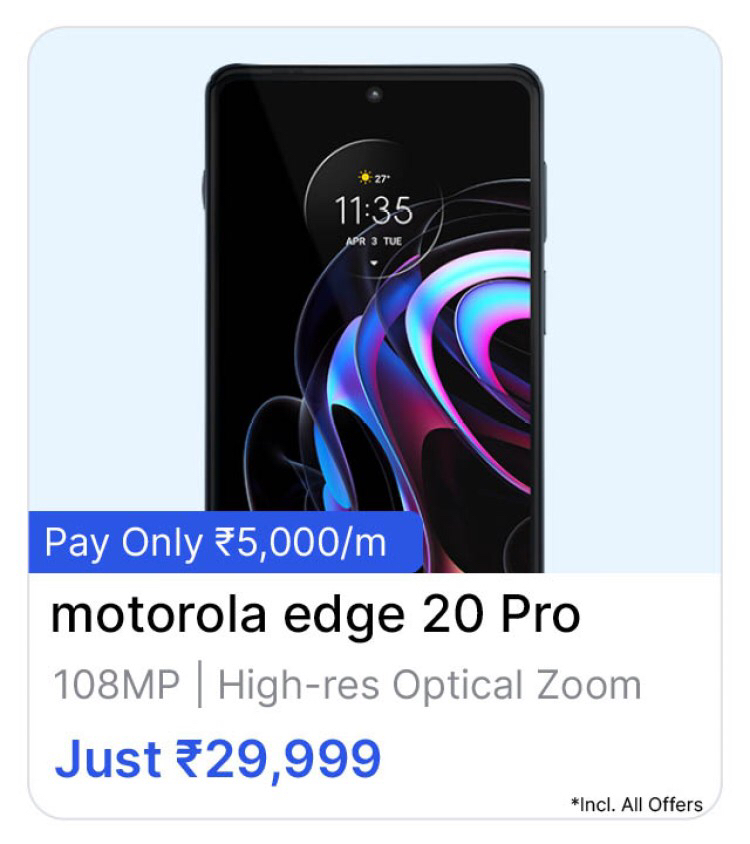 27°
11:35
APR 3 TUE
Pay Only ₹5,000/m
motorola edge 20 Pro
108MP | High-res Optical Zoom
Just ₹29,999
*Incl. All Offers